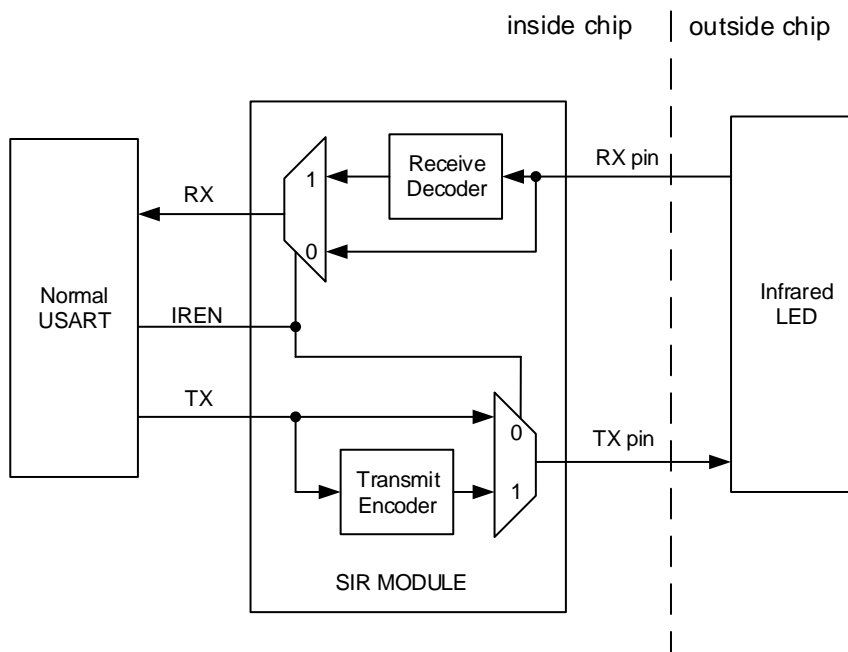 inside chip
outside chip
Receive
Decoder
RX pin
1
RX
0
Normal
USART
Infrared
LED
IREN
TX
0
TX pin
Transmit
Encoder
1
SIR MODULE